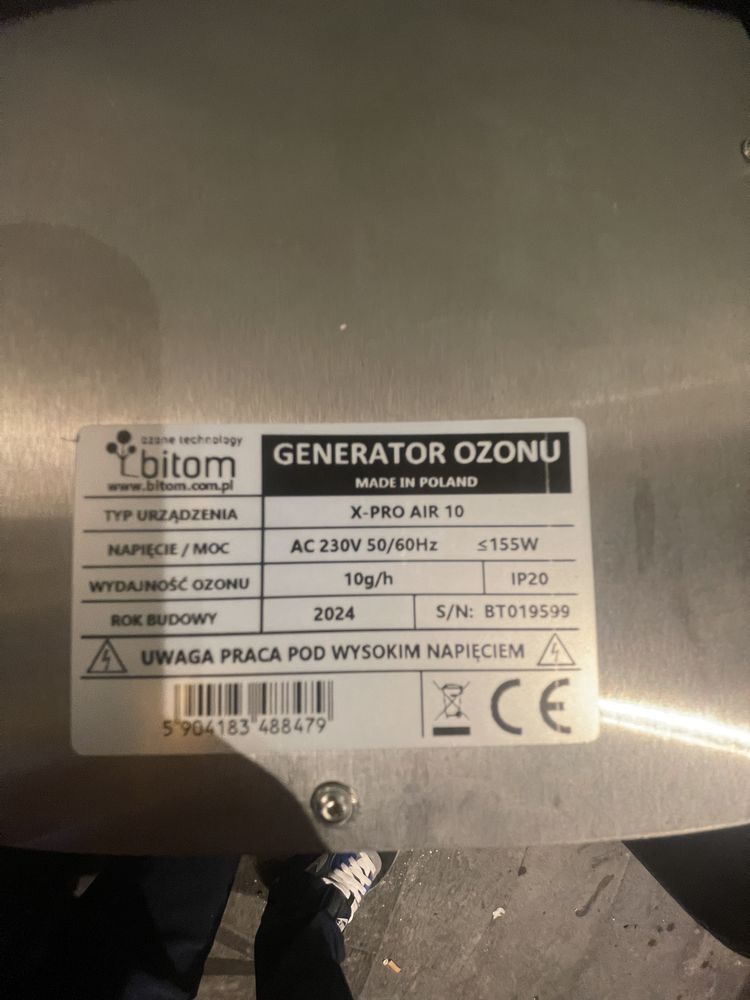 ozone technology
bitom
www.bitom.com.pl
GENERATOR OZONU
MADE IN POLAND
TYP URZĄDZENIA X-PRO AIR 10
NAPIĘCIE / MOC AC 230V 50/60Hz ≤155W
WYDAJNOŚĆ OZONU 10g/h IP20
ROK BUDOWY 2024 S/N: BT019599
UWAGA PRACA POD WYSOKIM NAPIĘCIEM
5 904183 488479
CE